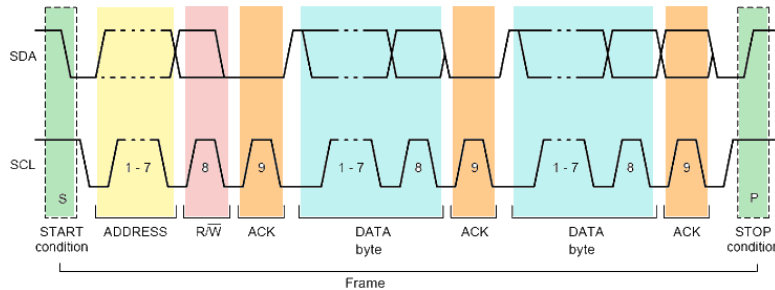 SDA
SCL
1 - 7
8
9
1 - 7
8
9
1 - 7
8
9
S
P
START
condition
ADDRESS
R/W̅
ACK
DATA
byte
ACK
DATA
byte
ACK
STOP
condition
Frame